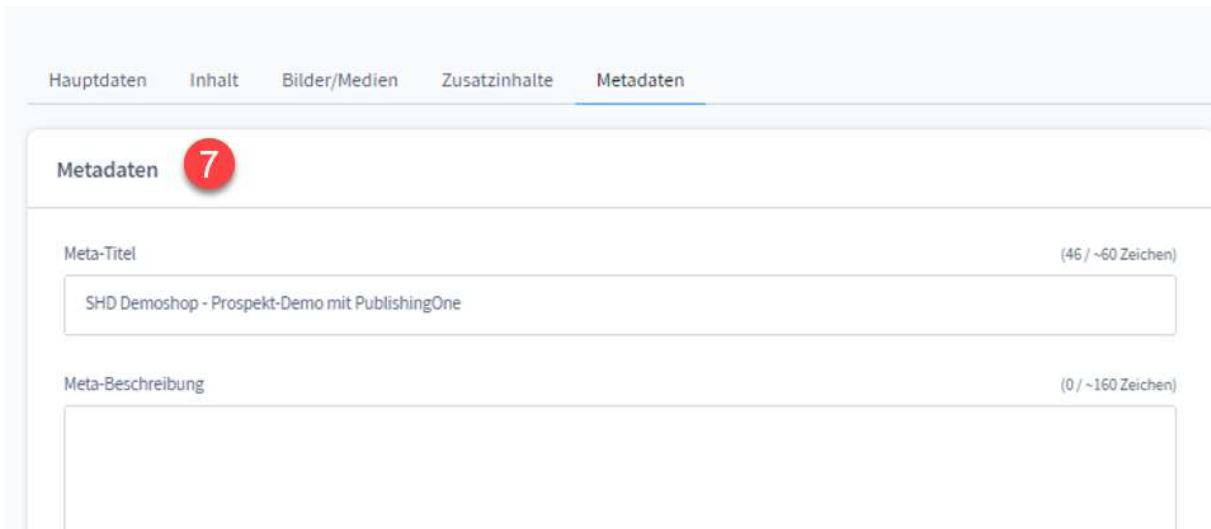 Hauptdaten Inhalt Bilder/Medien Zusatzinhalte Metadaten
Metadaten 7
Meta-Titel (46 / ~60 Zeichen)
SHD Demoshop - Prospekt-Demo mit PublishingOne
Meta-Beschreibung (0 / ~160 Zeichen)